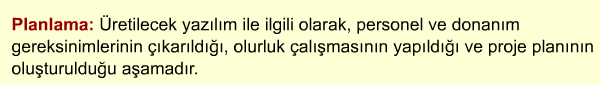 Planlama: Üretilecek yazılım ile ilgili olarak, personel ve donanım
gereksinimlerinin çıkarıldığı, olurluk çalışmasının yapıldığı ve proje planının
oluşturulduğu aşamadır.